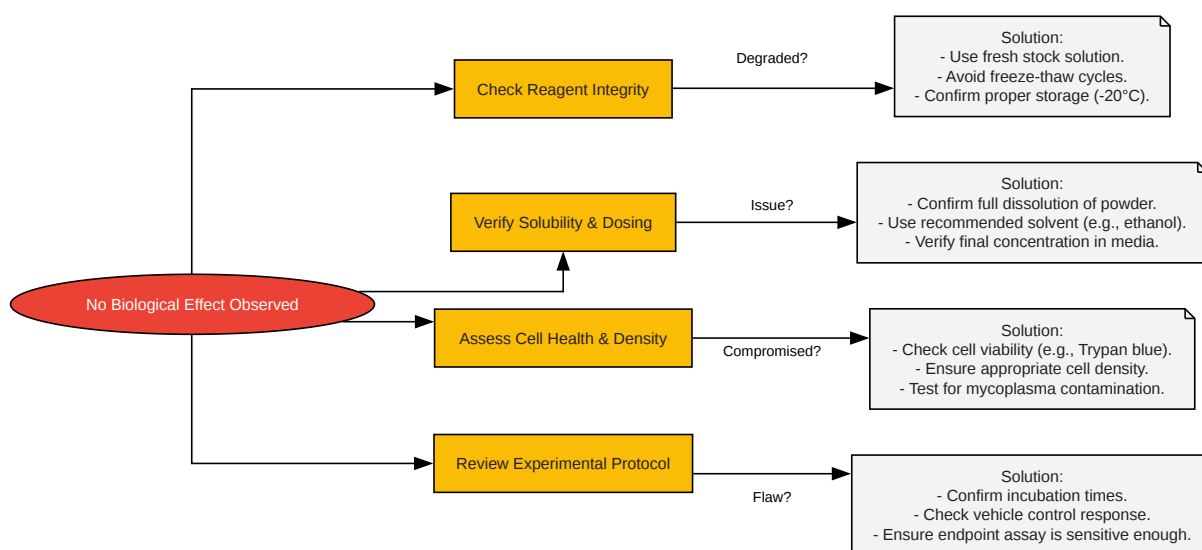 No Biological Effect Observed
Check Reagent Integrity
Degraded?
Solution:
- Use fresh stock solution.
- Avoid freeze-thaw cycles.
- Confirm proper storage (-20°C).
Verify Solubility & Dosing
Issue?
Solution:
- Confirm full dissolution of powder.
- Use recommended solvent (e.g., ethanol).
- Verify final concentration in media.
Assess Cell Health & Density
Compromised?
Solution:
- Check cell viability (e.g., Trypan blue).
- Ensure appropriate cell density.
- Test for mycoplasma contamination.
Review Experimental Protocol
Flaw?
Solution:
- Confirm incubation times.
- Check vehicle control response.
- Ensure endpoint assay is sensitive enough.